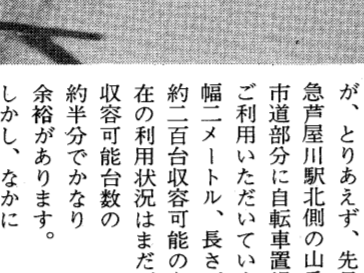 が、とりあえず、先
急芦屋川駅北側の山
市道部分に自転車置
ご利用いただいてい
幅二メートル、長さ
約二百台収容可能の
在の利用状況はまだ
収容可能台数の
約半分でかなり
余裕があります。
しかし、なかに